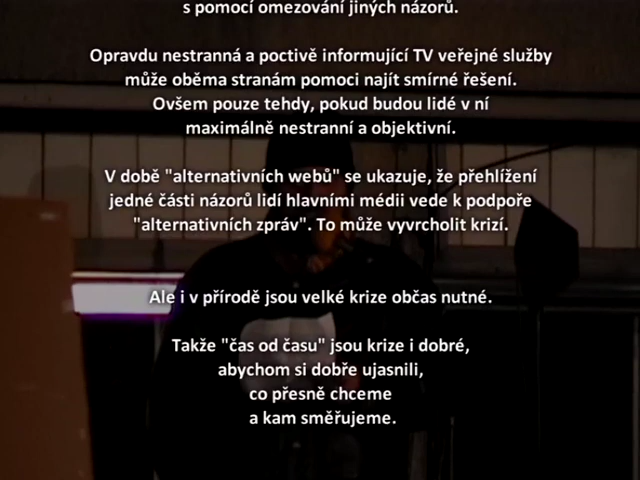 s pomocí omezování jiných názorů.
Opravdu nestranná a poctivě informující TV veřejné služby
může oběma stranám pomoci najít smírné řešení.
Ovšem pouze tehdy, pokud budou lidé v ní
maximálně nestranní a objektivní.
V době "alternativních webů" se ukazuje, že přehlížení
jedné části názorů lidí hlavními médii vede k podpoře
"alternativních zpráv". To může vyvrcholit krizí.
Ale i v přírodě jsou velké krize občas nutné.
Takže "čas od času" jsou krize i dobré,
abychom si dobře ujasnili,
co přesně chceme
a kam směřujeme.